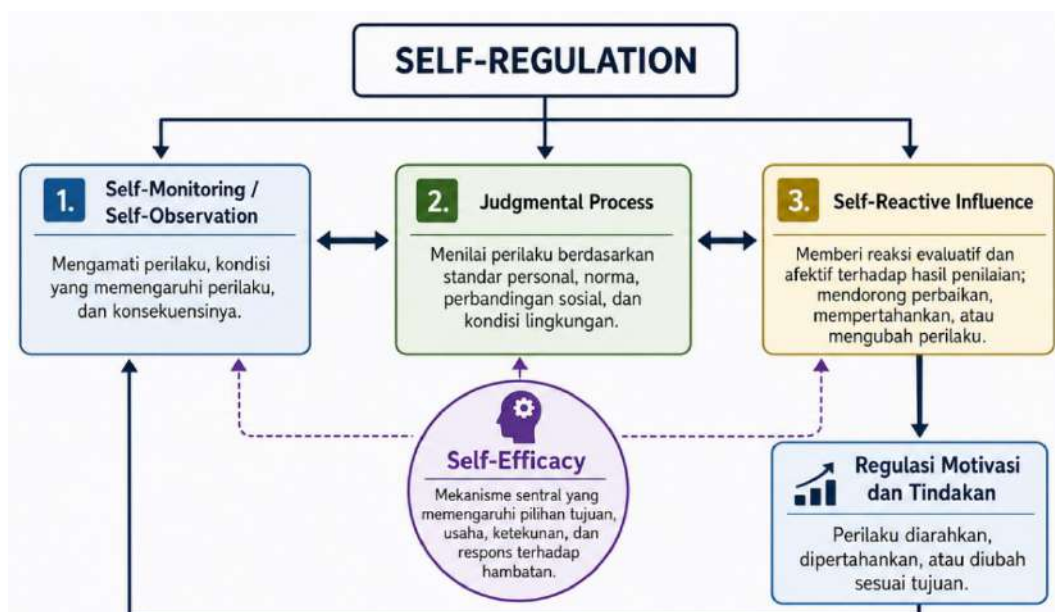 SELF-REGULATION
1.
Self-Monitoring /
Self-Observation
Mengamati perilaku, kondisi
yang memengaruhi perilaku,
dan konsekuensinya.
2.
Judgmental Process
Menilai perilaku berdasarkan
standar personal, norma,
perbandingan sosial, dan
kondisi lingkungan.
3.
Self-Reactive Influence
Memberi reaksi evaluatif dan
afektif terhadap hasil penilaian;
mendorong perbaikan,
mempertahankan, atau
mengubah perilaku.
Self-Efficacy
Mekanisme sentral yang
memengaruhi pilihan tujuan,
usaha, ketekunan, dan
respons terhadap
hambatan.
Regulasi Motivasi
dan Tindakan
Perilaku diarahkan,
dipertahankan, atau diubah
sesuai tujuan.